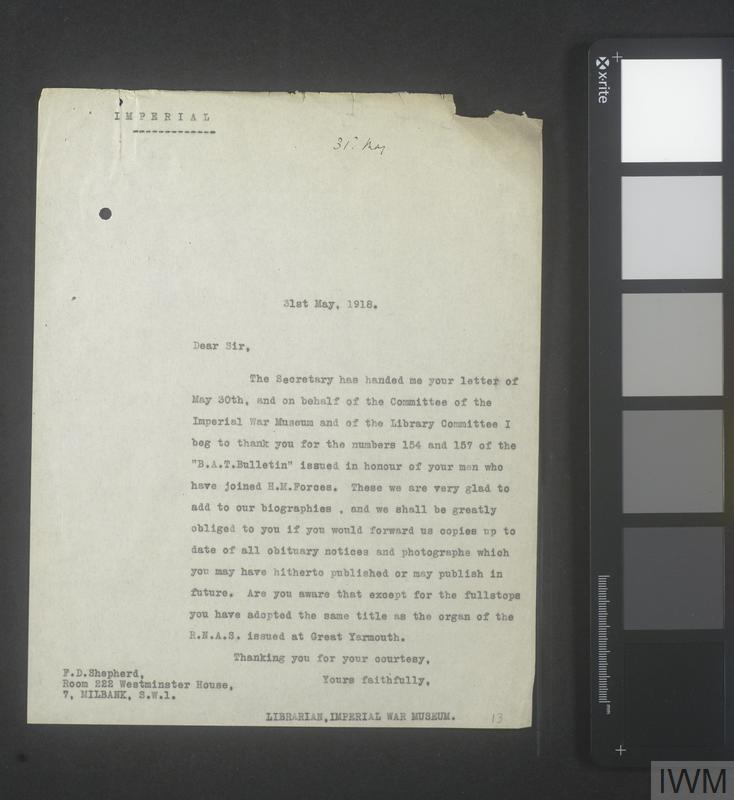 IMPERIAL
31st May
31st May, 1918.
Dear Sir,
The Secretary has handed me your letter of
May 30th, and on behalf of the Committee of the
Imperial War Museum and of the Library Committee I
beg to thank you for the numbers 154 and 157 of the
"B.A.T.Bulletin" issued in honour of your men who
have joined H.M.Forces. These we are very glad to
add to our biographies , and we shall be greatly
obliged to you if you would forward us copies up to
date of all obituary notices and photographs which
you may have hitherto published or may publish in
future. Are you aware that except for the fullstops
you have adopted the same title as the organ of the
R.N.A.S. issued at Great Yarmouth.
Thanking you for your courtesy,
Yours faithfully,
F.D.Shepherd,
Room 222 Westminster House,
7, MILBANK, S.W.1.
LIBRARIAN,IMPERIAL WAR MUSEUM.
13
x-rite
mm
IWM